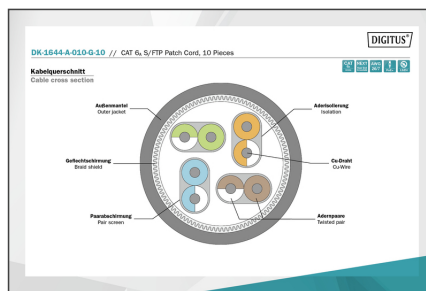 DIGITUS®
DK-1644-A-010-G-10 // CAT 6A S/FTP Patch Cord, 10 Pieces
Kabelquerschnitt
Cable cross section
Außenmantel
Outer jacket
Aderisolierung
Isolation
Geflechtschirmung
Braid shield
Cu-Draht
Cu-Wire
Paarabschirmung
Pair screen
Adernpaare
Twisted pair